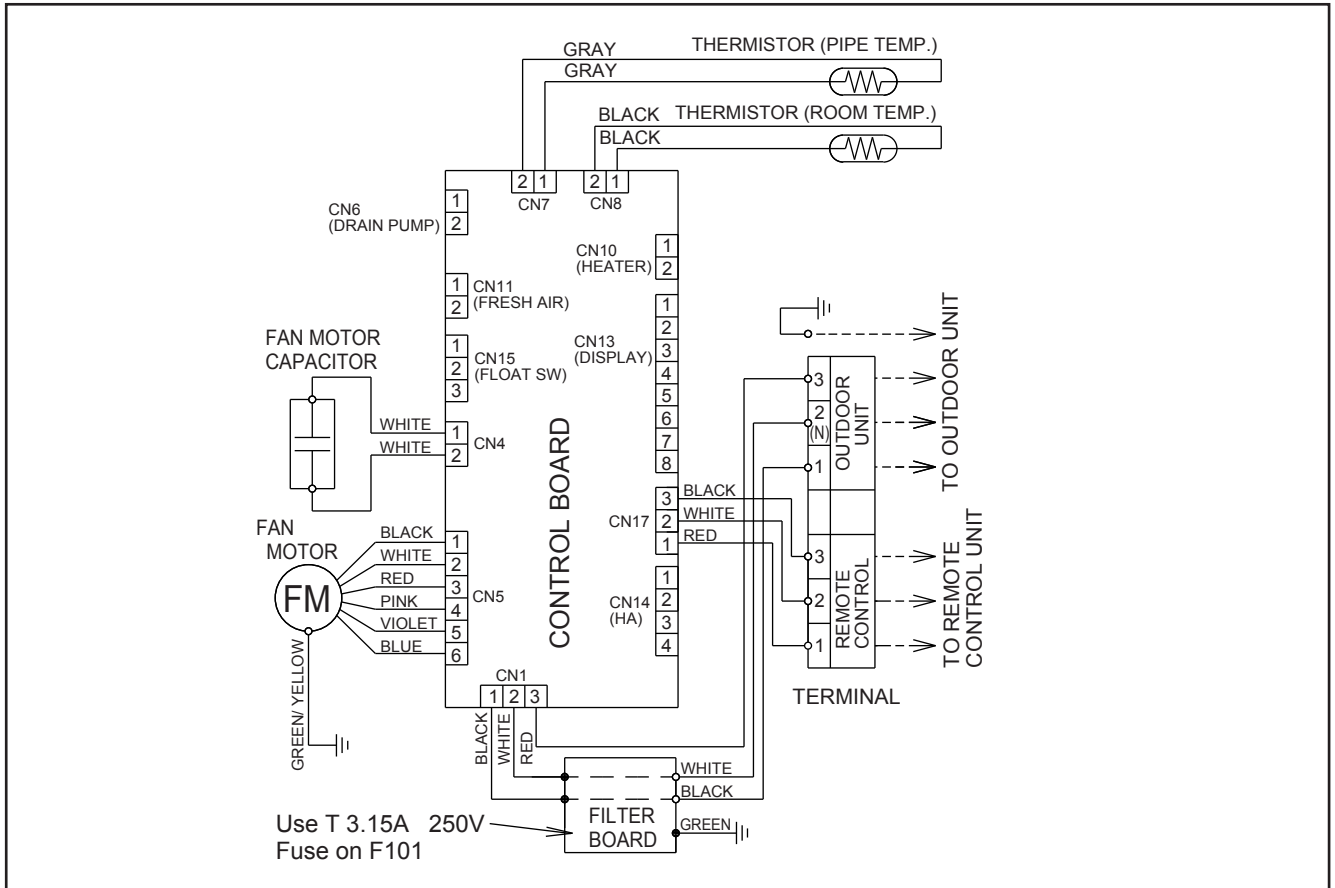 GRAY
THERMISTOR (PIPE TEMP.)
GRAY
BLACK
THERMISTOR (ROOM TEMP.)
BLACK
2 1
CN7
2 1
CN8
CN6
(DRAIN PUMP)
1
2
CN10
(HEATER)
1
2
1
2
CN11
(FRESH AIR)
CN13
(DISPLAY)
1
2
3
4
5
6
7
8
FAN MOTOR
CAPACITOR
1
2
3
CN15
(FLOAT SW)
WHITE
WHITE
1
2
CN4
CONTROL BOARD
FAN
MOTOR
FM
BLACK
WHITE
RED
PINK
VIOLET
BLUE
1
2
3
4
5
6
CN5
GREEN/ YELLOW
CN17
3
2
1
BLACK
WHITE
RED
CN14
(HA)
1
2
3
4
3
2
(N)
1
OUTDOOR
UNIT
TO OUTDOOR UNIT
3
2
1
REMOTE
CONTROL
TO REMOTE
CONTROL UNIT
TERMINAL
CN1
1 2 3
BLACK
WHITE
RED
WHITE
BLACK
GREEN
FILTER
BOARD
Use T 3.15A 250V
Fuse on F101